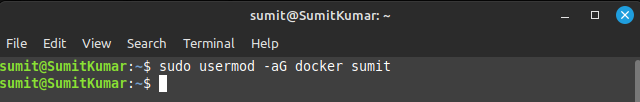 sumit@SumitKumar: ~
File Edit View Search Terminal Help
sumit@SumitKumar:~$ sudo usermod -aG docker sumit
sumit@SumitKumar:~$